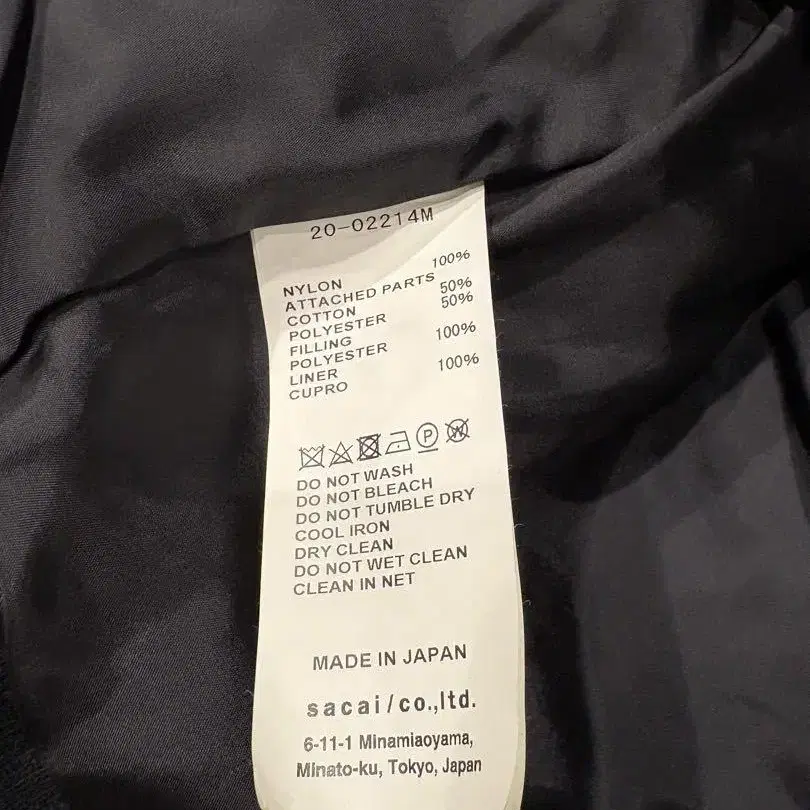 20-02214M
NYLON 100%
ATTACHED PARTS
COTTON 50%
POLYESTER 50%
FILLING
POLYESTER 100%
LINER
CUPRO 100%
P W
DO NOT WASH
DO NOT BLEACH
DO NOT TUMBLE DRY
COOL IRON
DRY CLEAN
DO NOT WET CLEAN
CLEAN IN NET
MADE IN JAPAN
sacai/co.,ltd.
6-11-1 Minamiaoyama,
Minato-ku, Tokyo, Japan